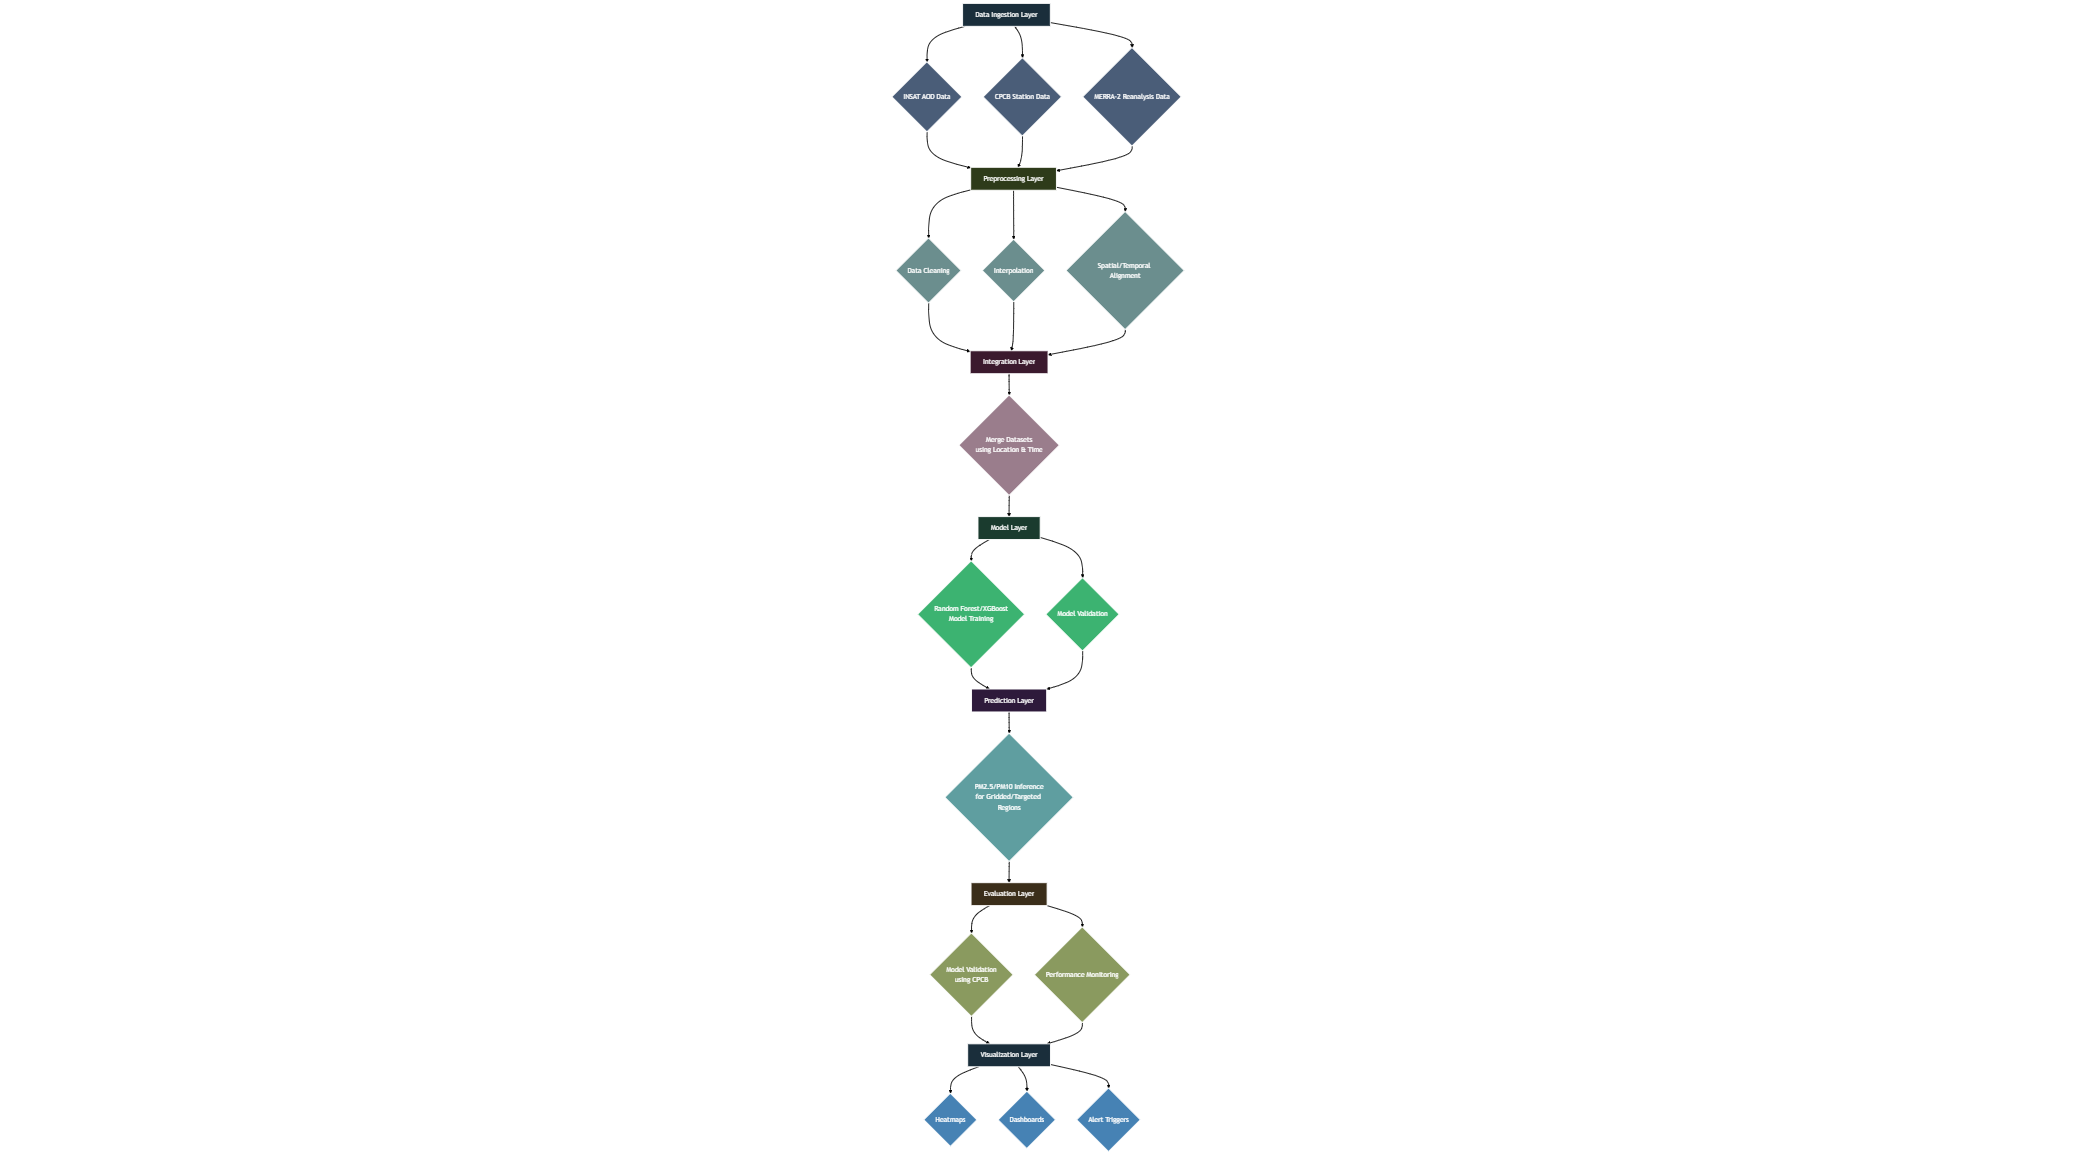 Data Ingestion Layer
INSAT AOD Data
CPCB Station Data
MERRA-2 Reanalysis Data
Preprocessing Layer
Data Cleaning
Interpolation
Spatial/Temporal
Alignment
Integration Layer
Merge Datasets
using Location & Time
Model Layer
Random Forest/XGBoost
Model Training
Model Validation
Prediction Layer
PM2.5/PM10 Inference
for Gridded/Targeted
Regions
Evaluation Layer
Model Validation
using CPCB
Performance Monitoring
Visualization Layer
Heatmaps
Dashboards
Alert Triggers